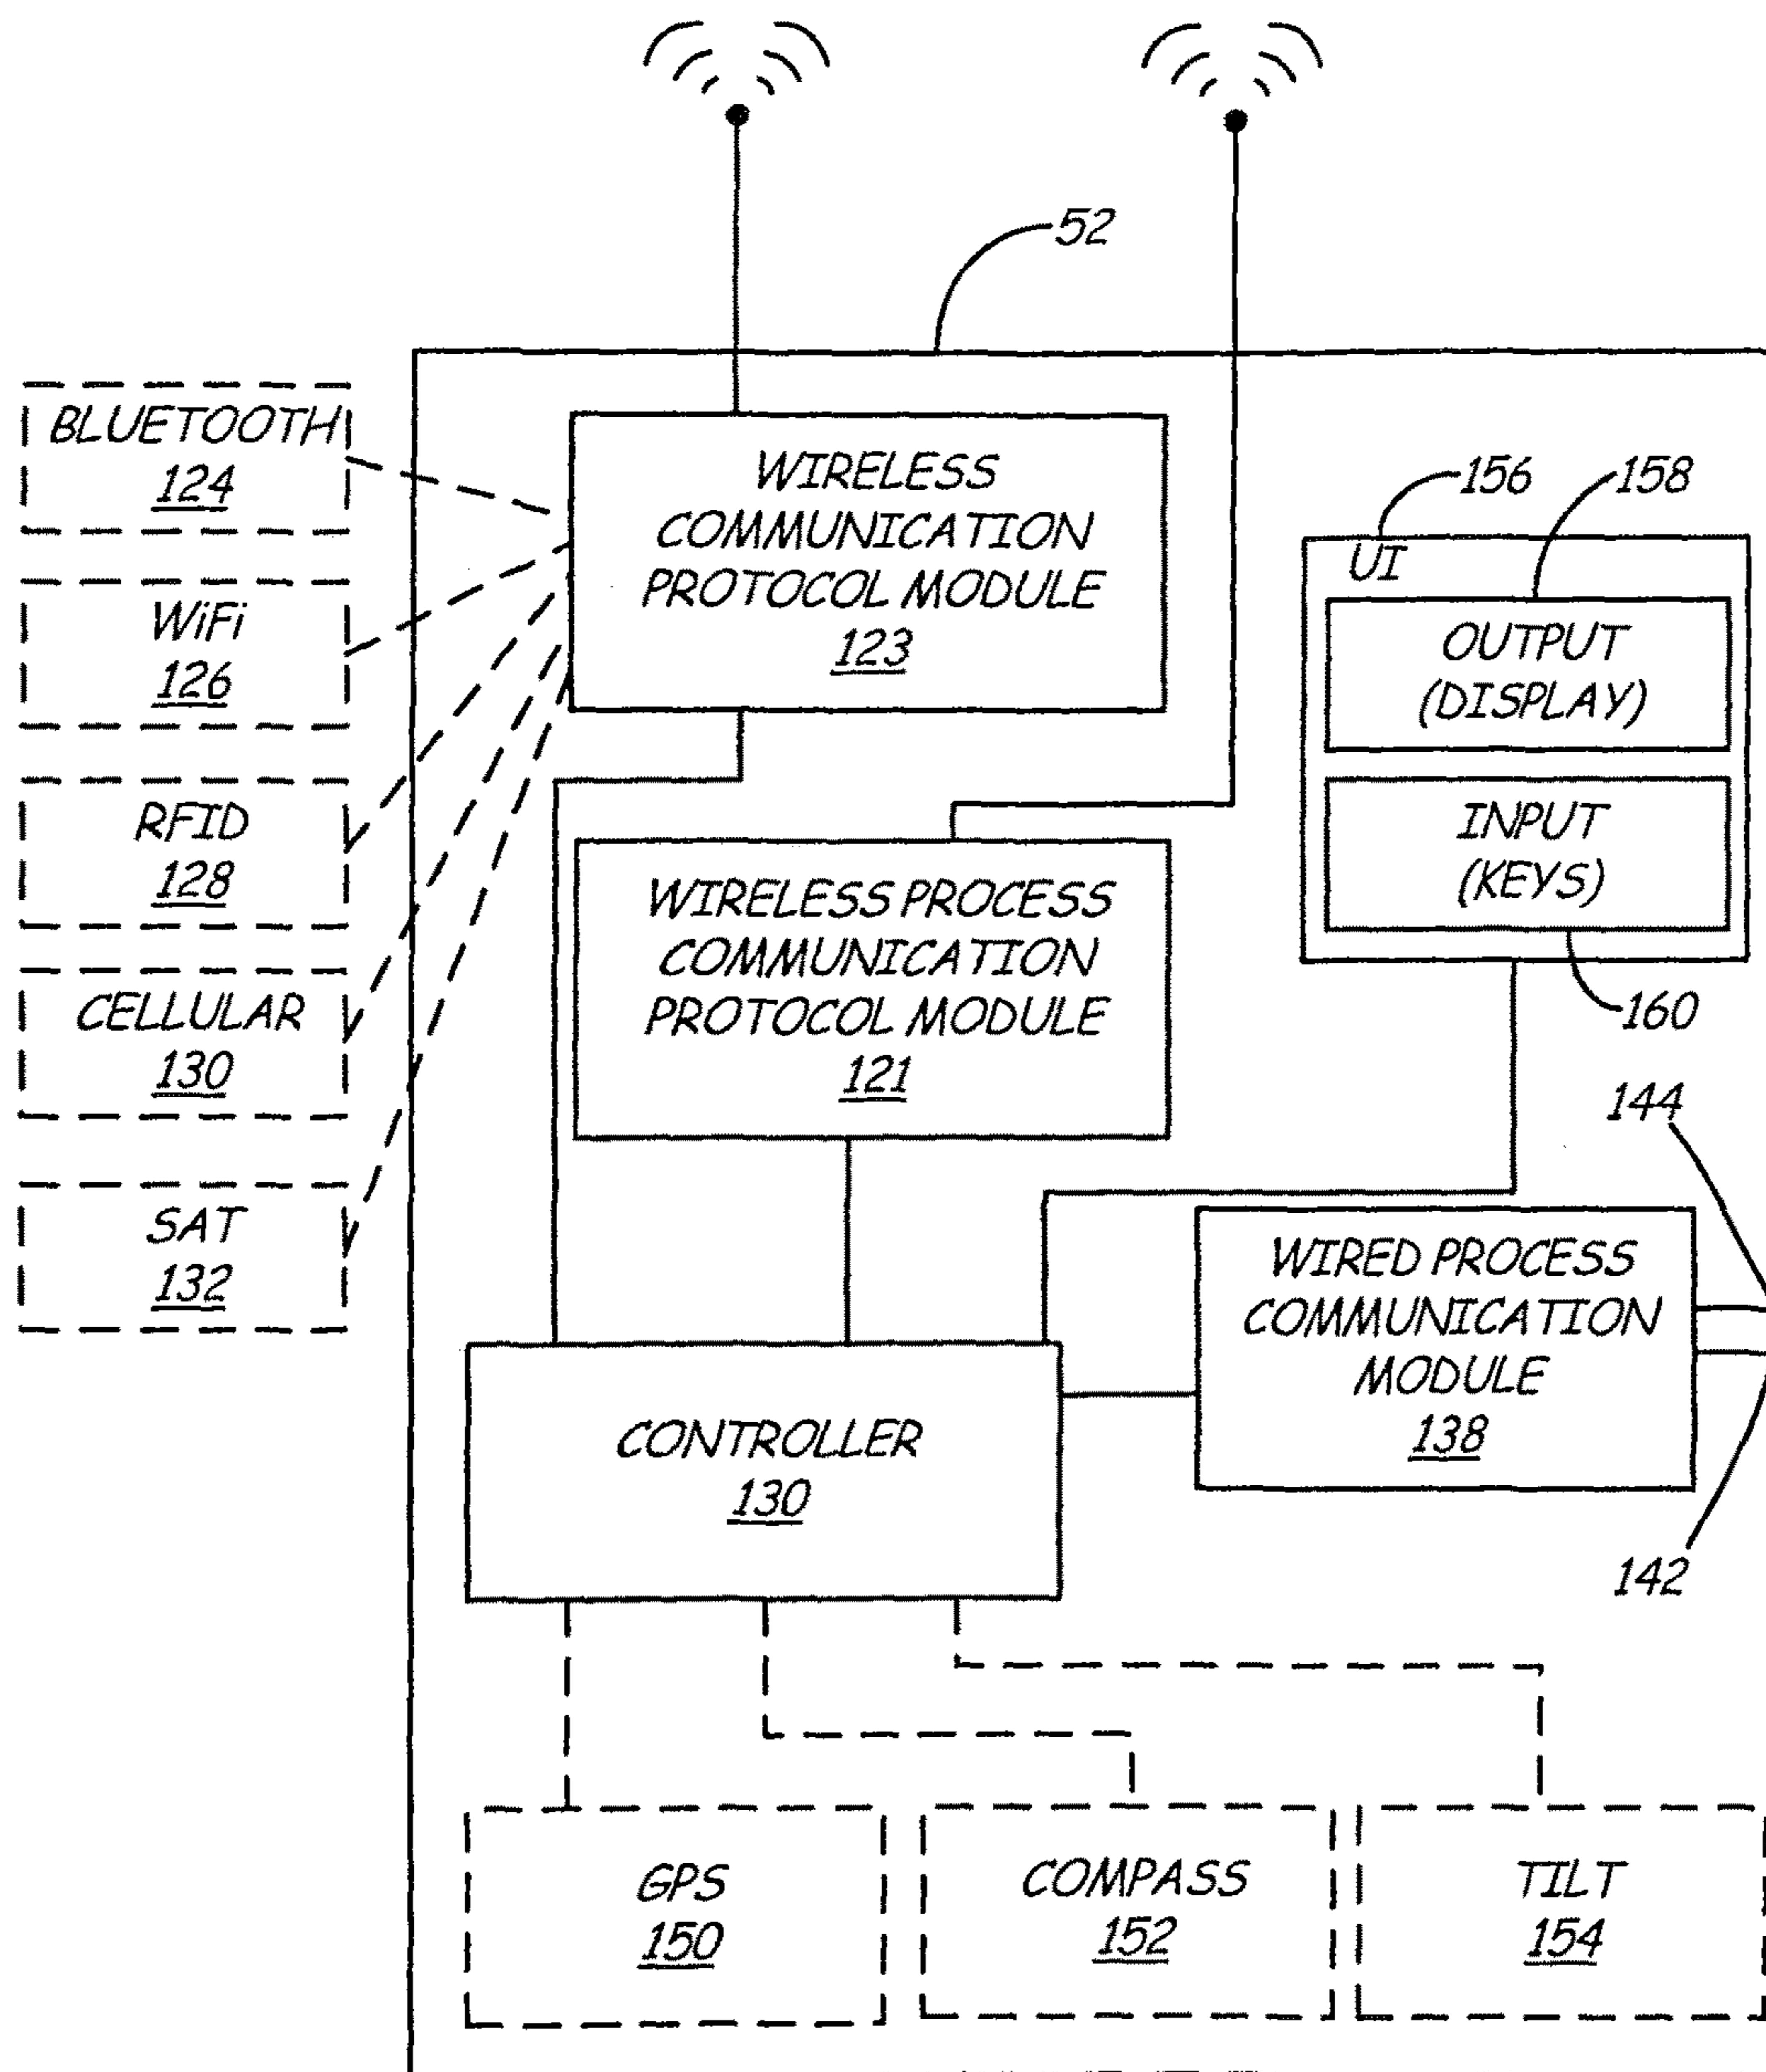 52
BLUETOOTH
124
WiFi
126
RFID
128
CELLULAR
130
SAT
132
WIRELESS
COMMUNICATION
PROTOCOL MODULE
123
WIRELESS PROCESS
COMMUNICATION
PROTOCOL MODULE
121
156
158
UI
OUTPUT
(DISPLAY)
INPUT
(KEYS)
160
144
WIRED PROCESS
COMMUNICATION
MODULE
138
142
CONTROLLER
130
GPS
150
COMPASS
152
TILT
154